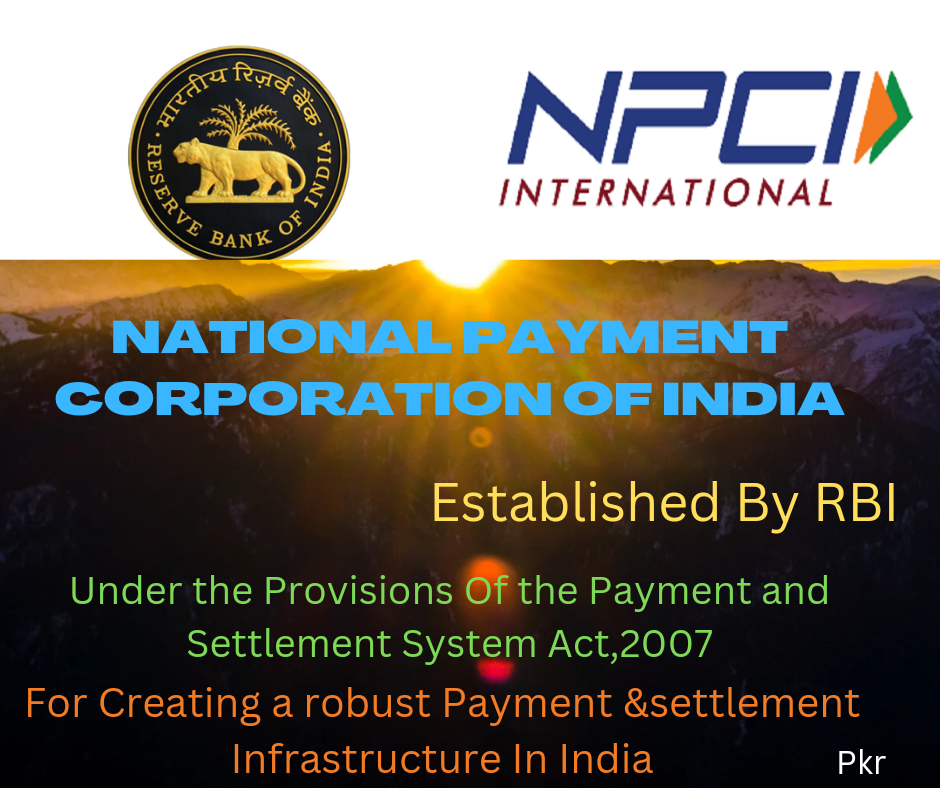 भारतीय रिज़र्व बैंक
RESERVE BANK OF INDIA
NPCI
INTERNATIONAL
NATIONAL PAYMENT
CORPORATION OF INDIA
Established By RBI
Under the Provisions Of the Payment and
Settlement System Act,2007
For Creating a robust Payment &settlement
Infrastructure In India
Pkr